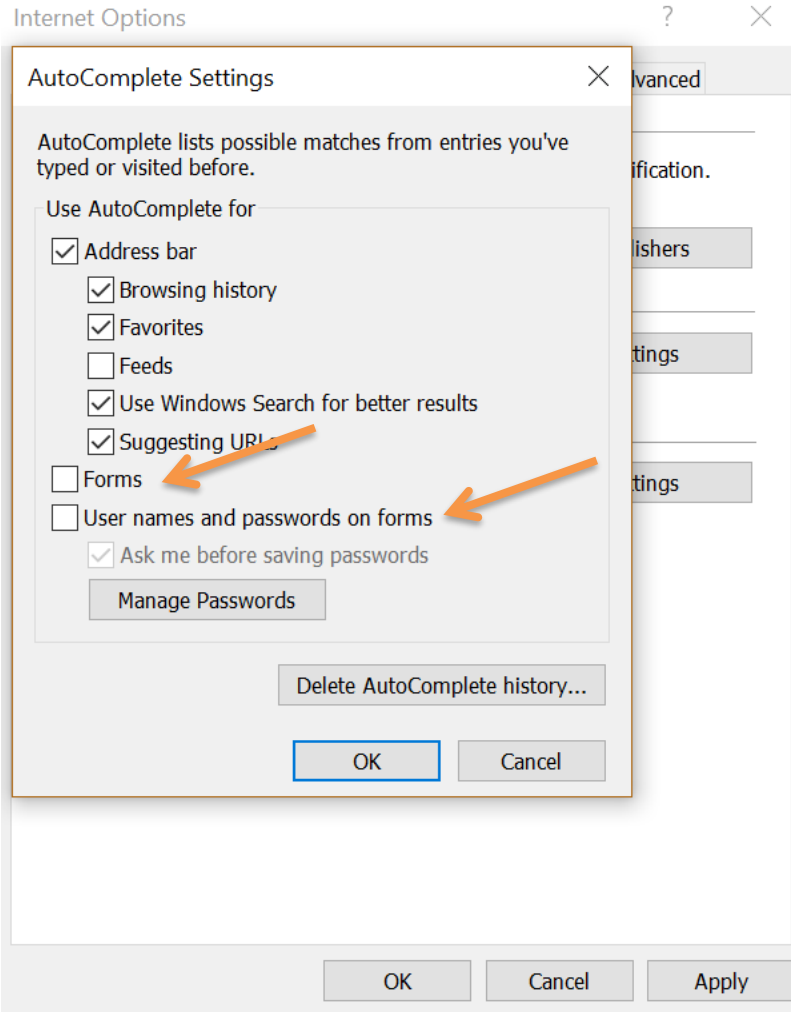 Internet Options
?
AutoComplete Settings
lvanced
AutoComplete lists possible matches from entries you've
typed or visited before.
ification.
Use AutoComplete for
Address bar
lishers
Browsing history
Favorites
Feeds
ttings
Use Windows Search for better results
Suggesting URLs
Forms
ttings
User names and passwords on forms
Ask me before saving passwords
Manage Passwords
Delete AutoComplete history...
OK
Cancel
OK
Cancel
Apply